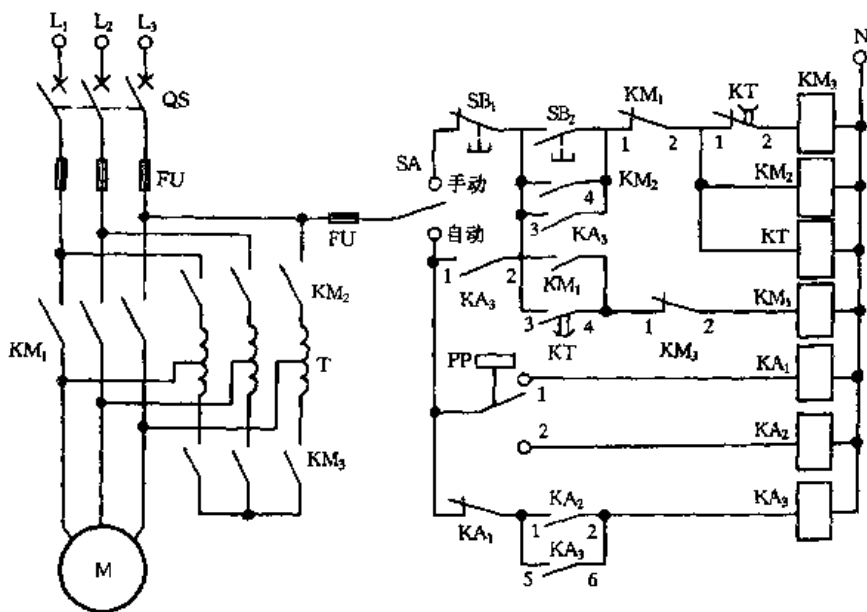 L₁ L₂ L₃
N
QS
SB₁
SB₂
KM₁
KT
KM₃
1 2 1 2
FU
SA
手动
4 KM₂
KM₂
FU
自动
3 KA₃
KT
1 KA₃ 2
KM₁
KM₂
KM₁
3 KT 4
1 KM₃ 2
KM₁
T
PP
1
KA₁
2
KA₂
KM₃
KA₁
KA₂
1 2
KA₃
5 6
KA₃
M